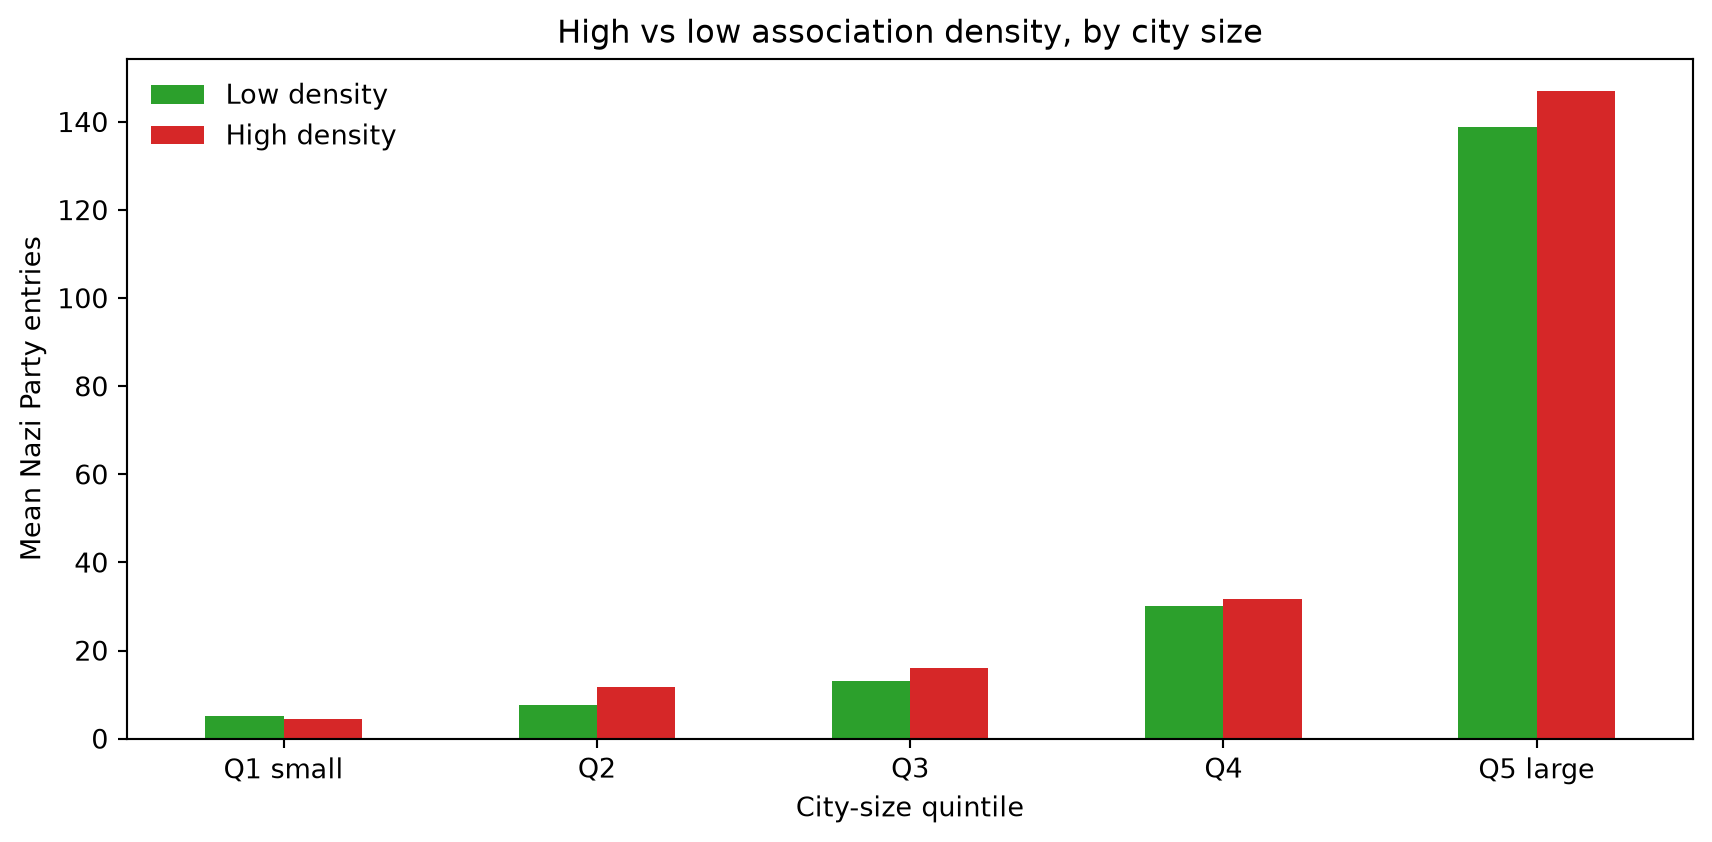 High vs low association density, by city size
Low density
High density
Mean Nazi Party entries
140
120
100
80
60
40
20
0
Q1 small
Q2
Q3
Q4
Q5 large
City-size quintile